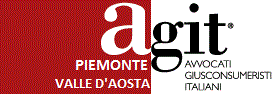 agit®
PIEMONTE
VALLE D'AOSTA
AVVOCATI
GIUSCONSUMERISTI
ITALIANI